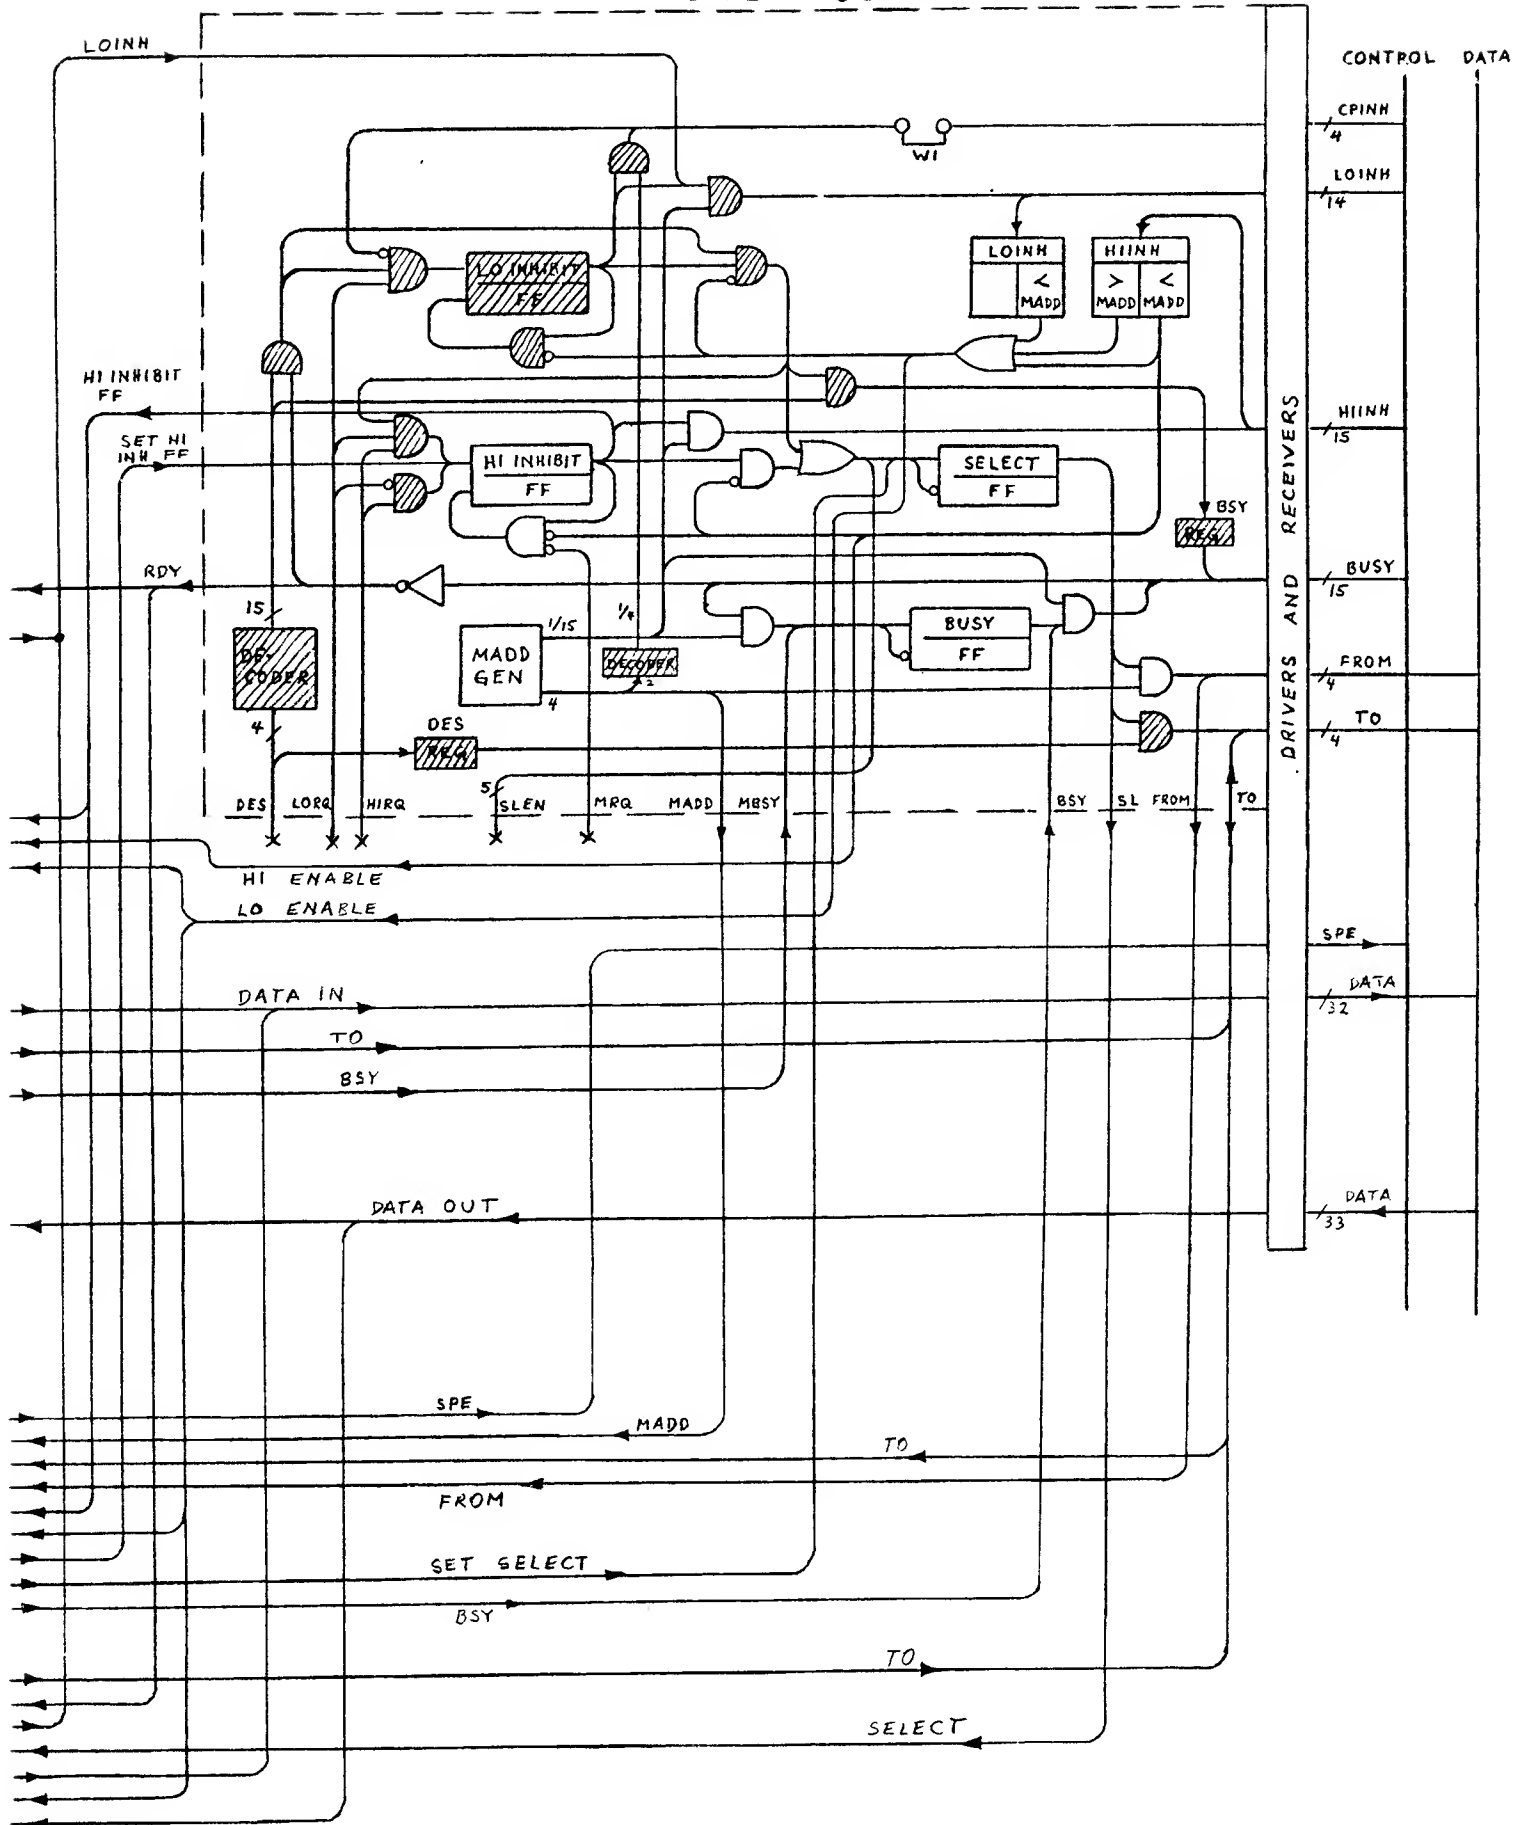 LOINH
CONTROL DATA
CPINH
4
W1
LOINH
14
LO INHIBIT
FF
LOINH
<
MADD
HIINH
> <
MADD MADD
HI INHIBIT
FF
HIINH
15
SET HI
INH FF
HI INHIBIT
FF
SELECT
FF
BSY
REG
RDY
BUSY
15
15
DE-
CODER
4
MADD
GEN
1/15
4
1/4
DECODER
2
BUSY
FF
DRIVERS AND RECEIVERS
FROM
4
DES
REG
TO
4
5
DES LORQ HIRQ SLEN MRQ MADD MBSY BSY SL FROM TO
HI ENABLE
LO ENABLE
SPE
DATA IN
DATA
32
TO
BSY
DATA OUT
DATA
33
SPE
MADD
TO
FROM
SET SELECT
BSY
TO
SELECT